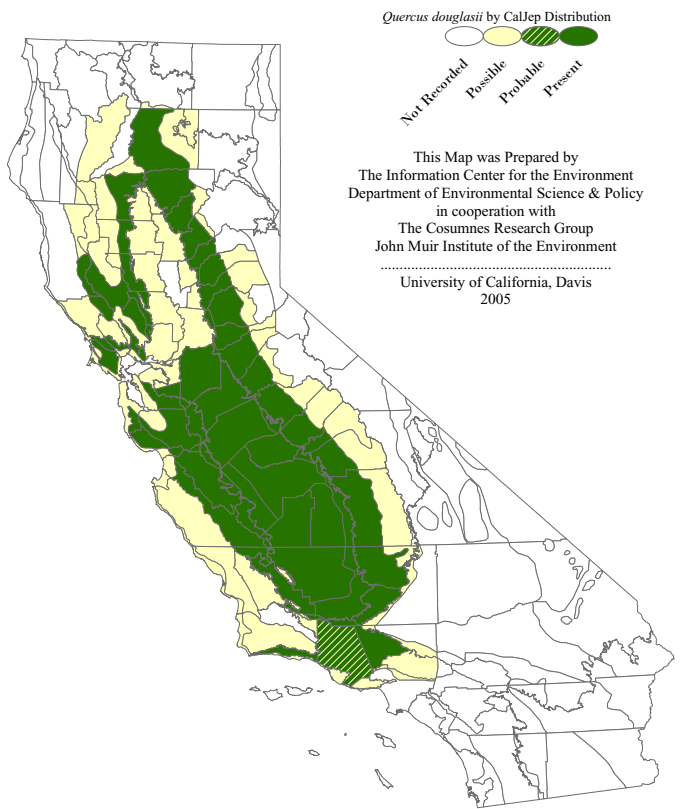 Quercus douglasii by CalJep Distribution
Not Recorded
Possible
Probable
Present
This Map was Prepared by
The Information Center for the Environment
Department of Environmental Science & Policy
in cooperation with
The Cosumnes Research Group
John Muir Institute of the Environment
................................................................
University of California, Davis
2005